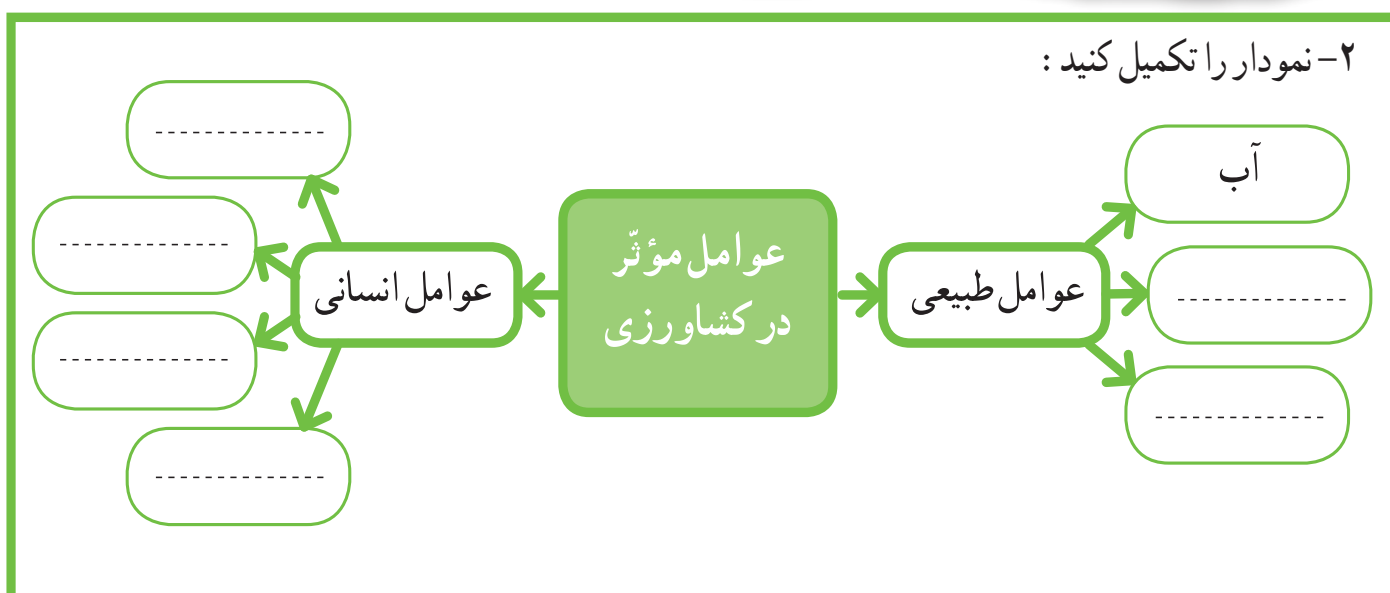 ۲– نمودار را تکمیل کنید :
آب
عوامل طبیعی
عوامل مؤثّر
در کشاورزی
عوامل انسانی